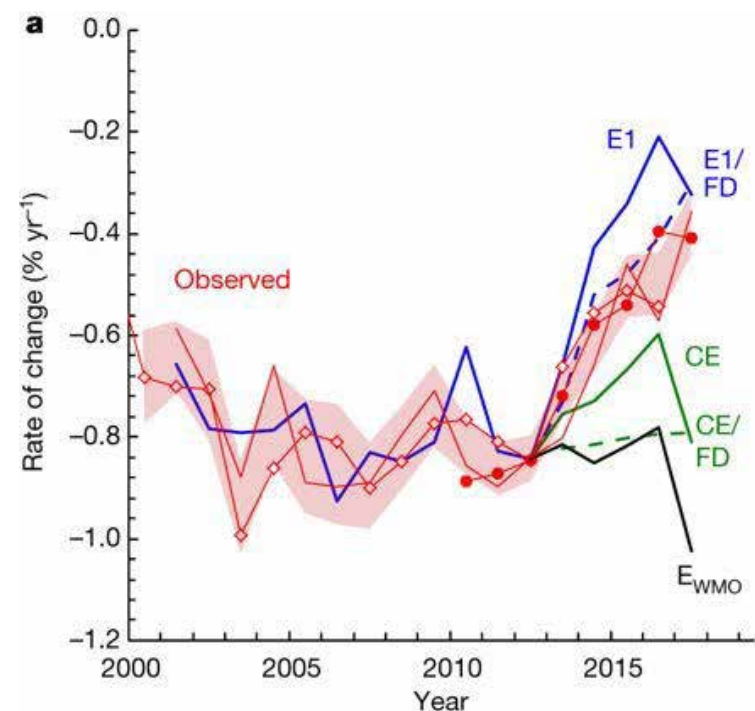 a
0.0
−0.2
−0.4
−0.6
−0.8
−1.0
−1.2
Rate of change (% yr⁻¹)
Observed
E1
E1/
FD
CE
CE/
FD
E_WMO
2000 2005 2010 2015
Year